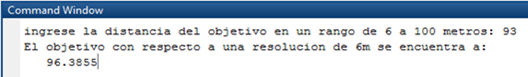 Command Window
ingrese la distancia del objetivo en un rango de 6 a 100 metros: 93
El objetivo con respecto a una resolucion de 6m se encuentra a:
96.3855